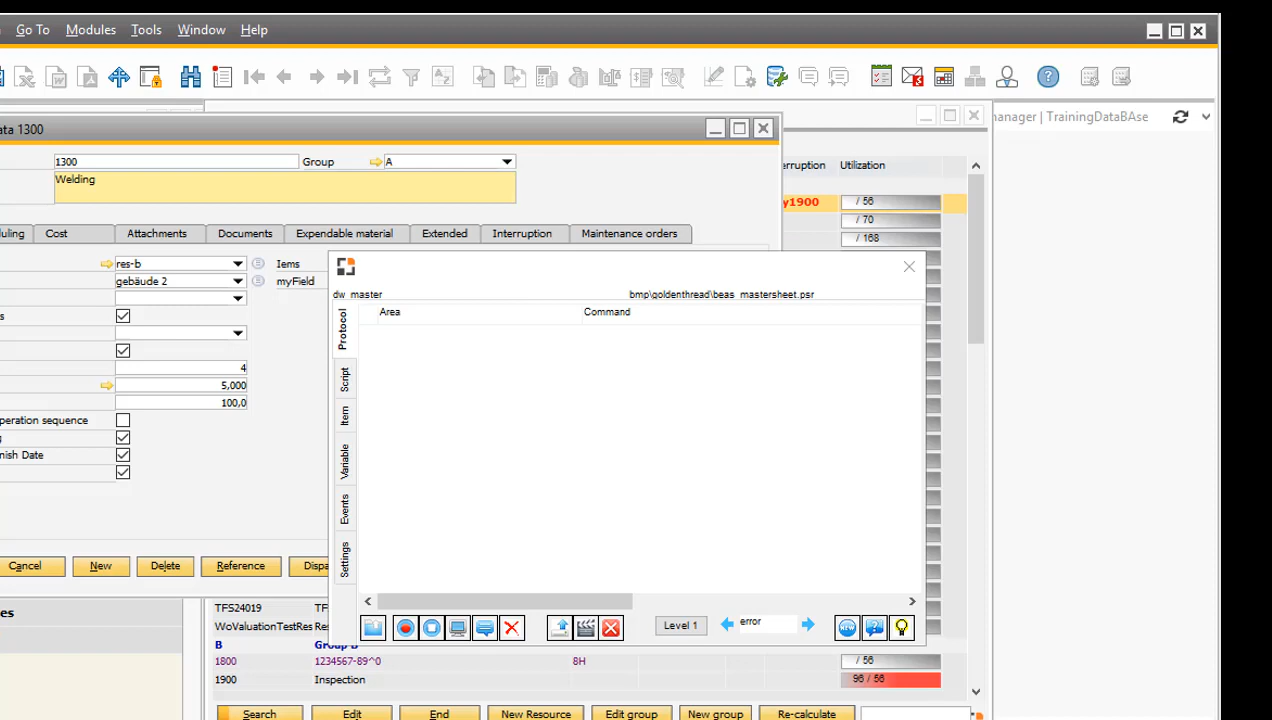 Go To Modules Tools Window Help
manager | TrainingDataBAse
ata 1300
1300 Group A
Welding
rruption Utilization
y1900 / 56
/ 70
/ 168
uling Cost Attachments Documents Expendable material Extended Interruption Maintenance orders
res-b Iems
gebäude 2 myField
s
4
5,000
100,0
peration sequence
g
nish Date
dw_master bmp\goldenthread\beas_mastersheet.psr
Area Command
Protocol
Script
Item
Variable
Events
Settings
Level 1 error
NEW
Cancel New Delete Reference Dispa
es
TFS24019 TF
WoValuationTestRes Res
B Group B
1800 1234567-89^0 8H / 56
1900 Inspection 96 / 56
Search Edit End New Resource Edit group New group Re-calculate